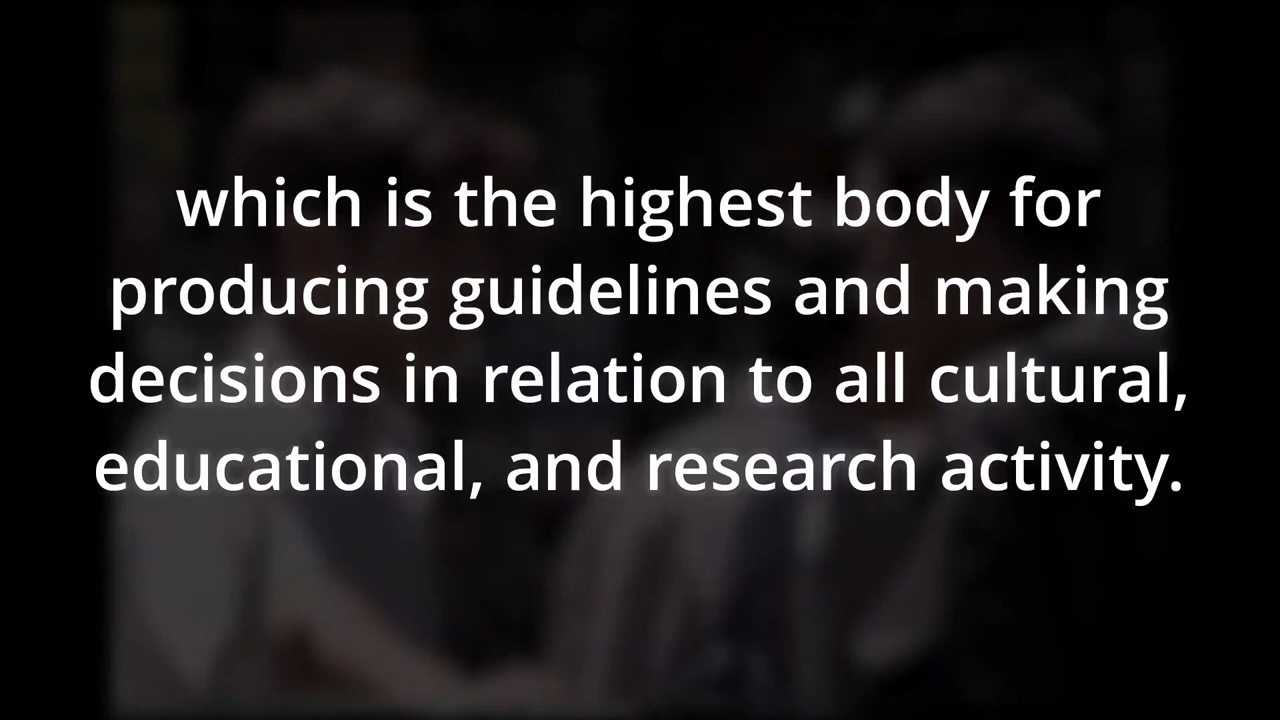 which is the highest body for
producing guidelines and making
decisions in relation to all cultural,
educational, and research activity.